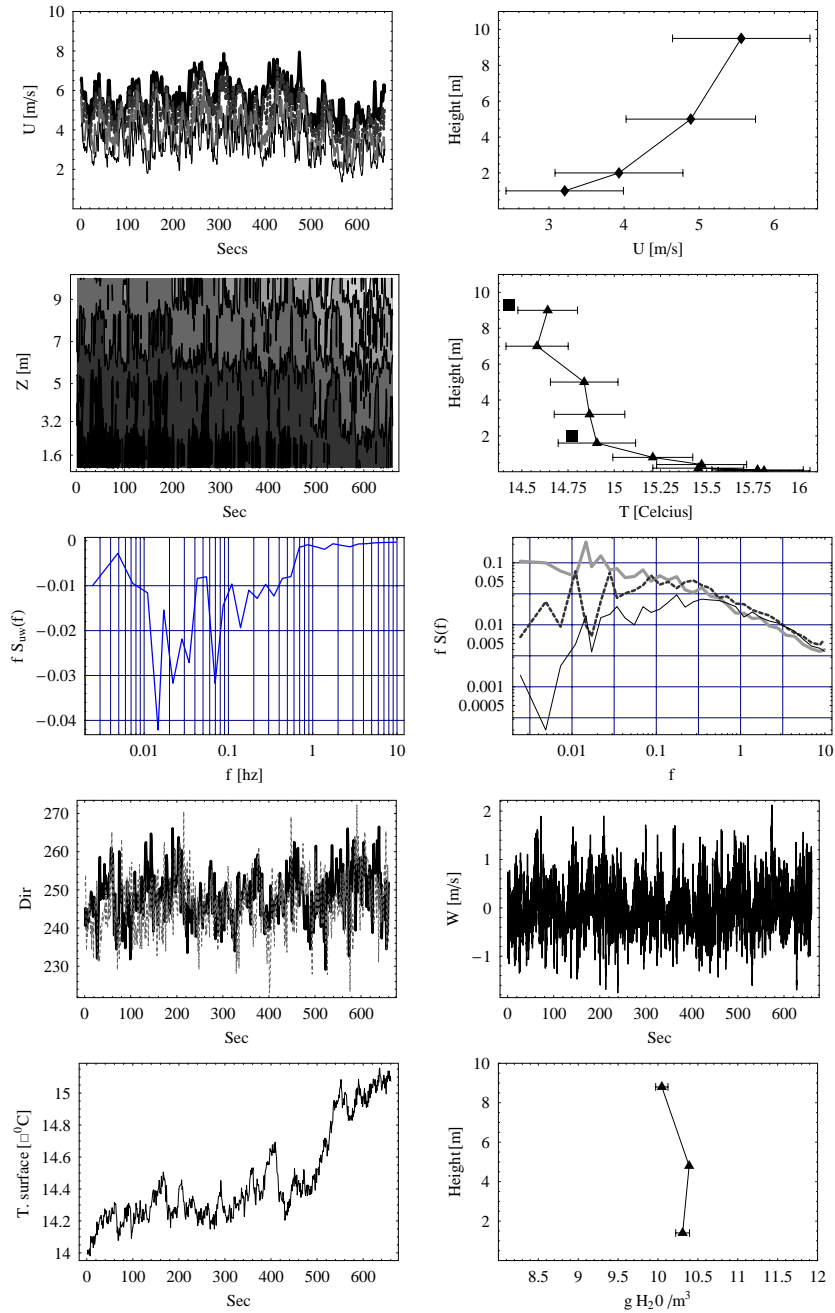 10
8
6
4
2
U [m/s]
0 100 200 300 400 500 600
Secs
10
8
6
4
2
Height [m]
3 4 5 6
U [m/s]
9
7
5
3.2
1.6
Z [m]
0 100 200 300 400 500 600
Sec
10
8
6
4
2
Height [m]
14.5 14.75 15 15.25 15.5 15.75 16
T [Celcius]
0
−0.01
−0.02
−0.03
−0.04
f Suw(f)
0.01 0.1 1 10
f [hz]
0.1
0.05
0.01
0.005
0.001
0.0005
f S(f)
0.01 0.1 1 10
f
270
260
250
240
230
Dir
0 100 200 300 400 500 600
Sec
2
1
0
−1
W [m/s]
0 100 200 300 400 500 600
Sec
15
14.8
14.6
14.4
14.2
14
T. surface [□⁰C]
0 100 200 300 400 500 600
Sec
10
8
6
4
2
Height [m]
8.5 9 9.5 10 10.5 11 11.5 12
g H₂0 /m³